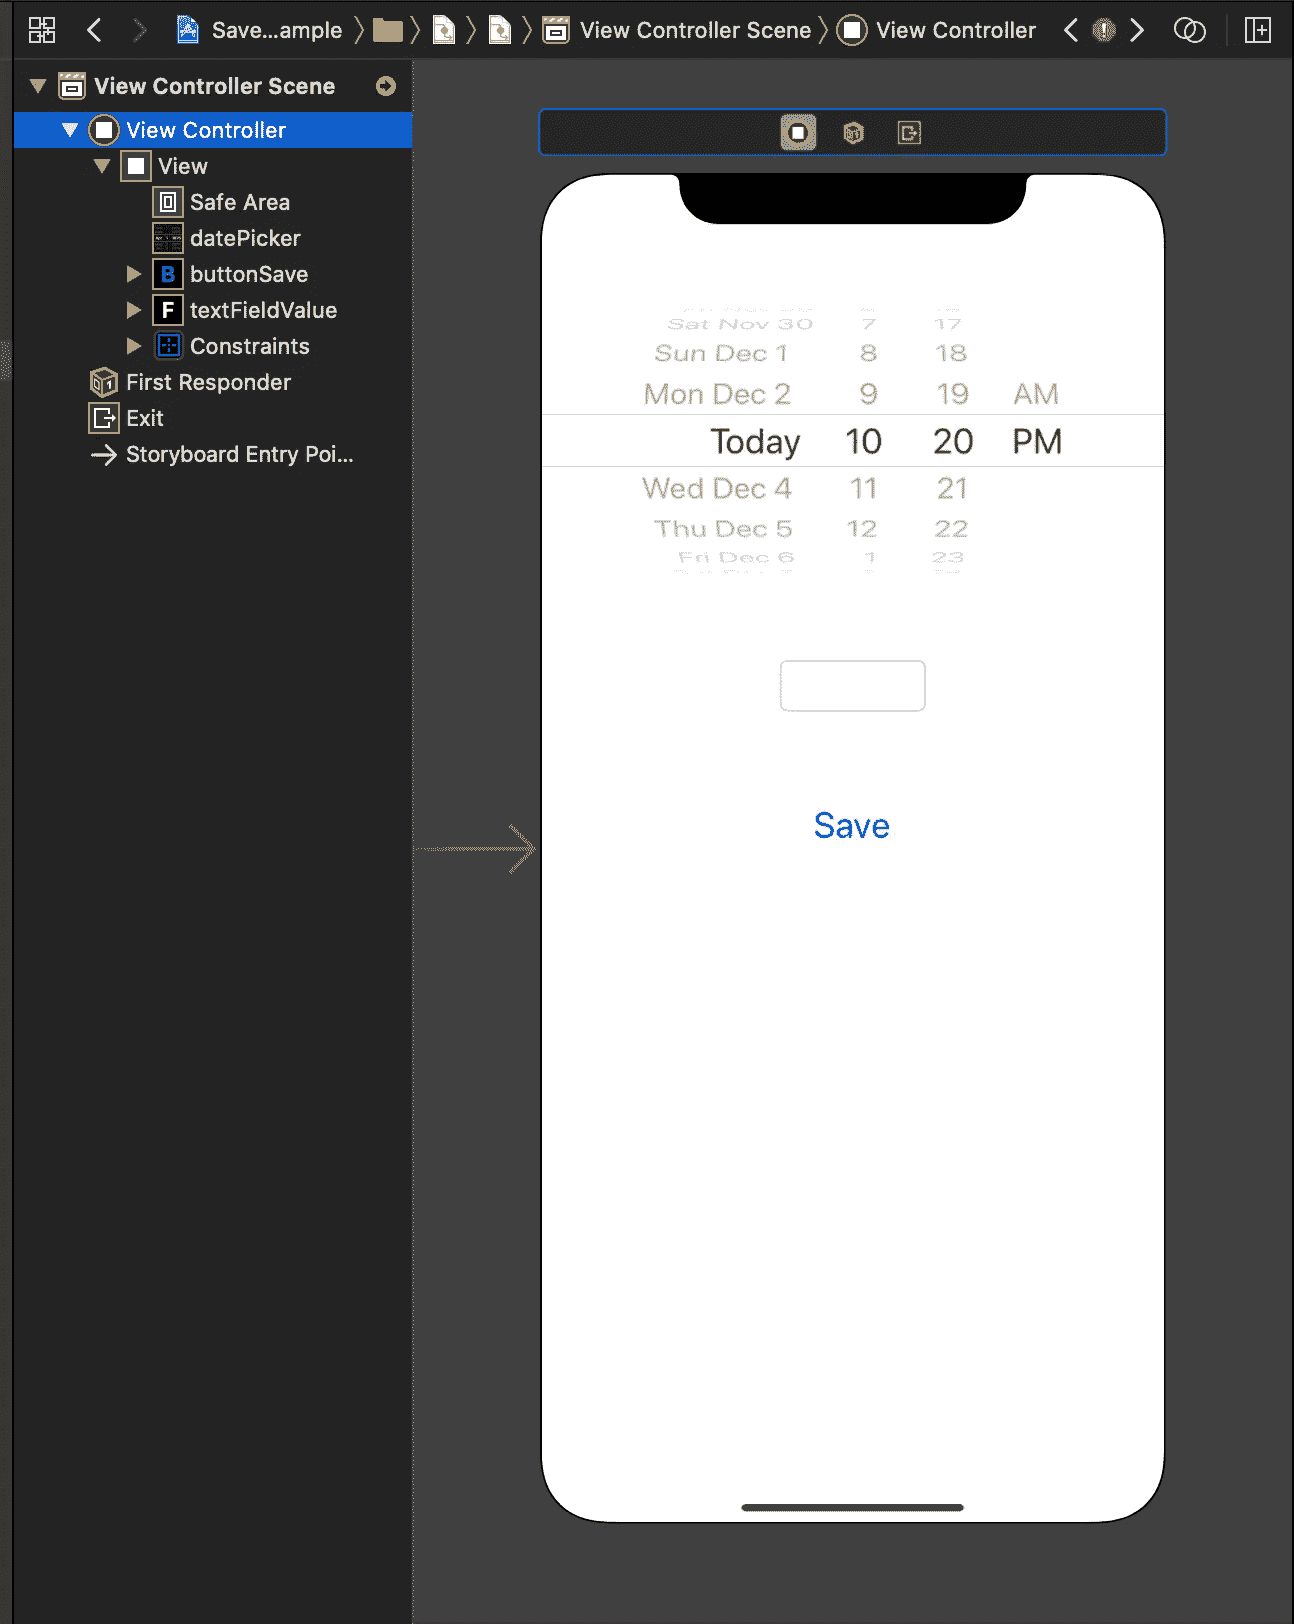 Save...ample View Controller Scene View Controller
View Controller Scene
View Controller
View
Safe Area
datePicker
B buttonSave
F textFieldValue
Constraints
First Responder
Exit
Storyboard Entry Poi...
Sat Nov 30 7 17
Sun Dec 1 8 18
Mon Dec 2 9 19 AM
Today 10 20 PM
Wed Dec 4 11 21
Thu Dec 5 12 22
Fri Dec 6 1 23
Save